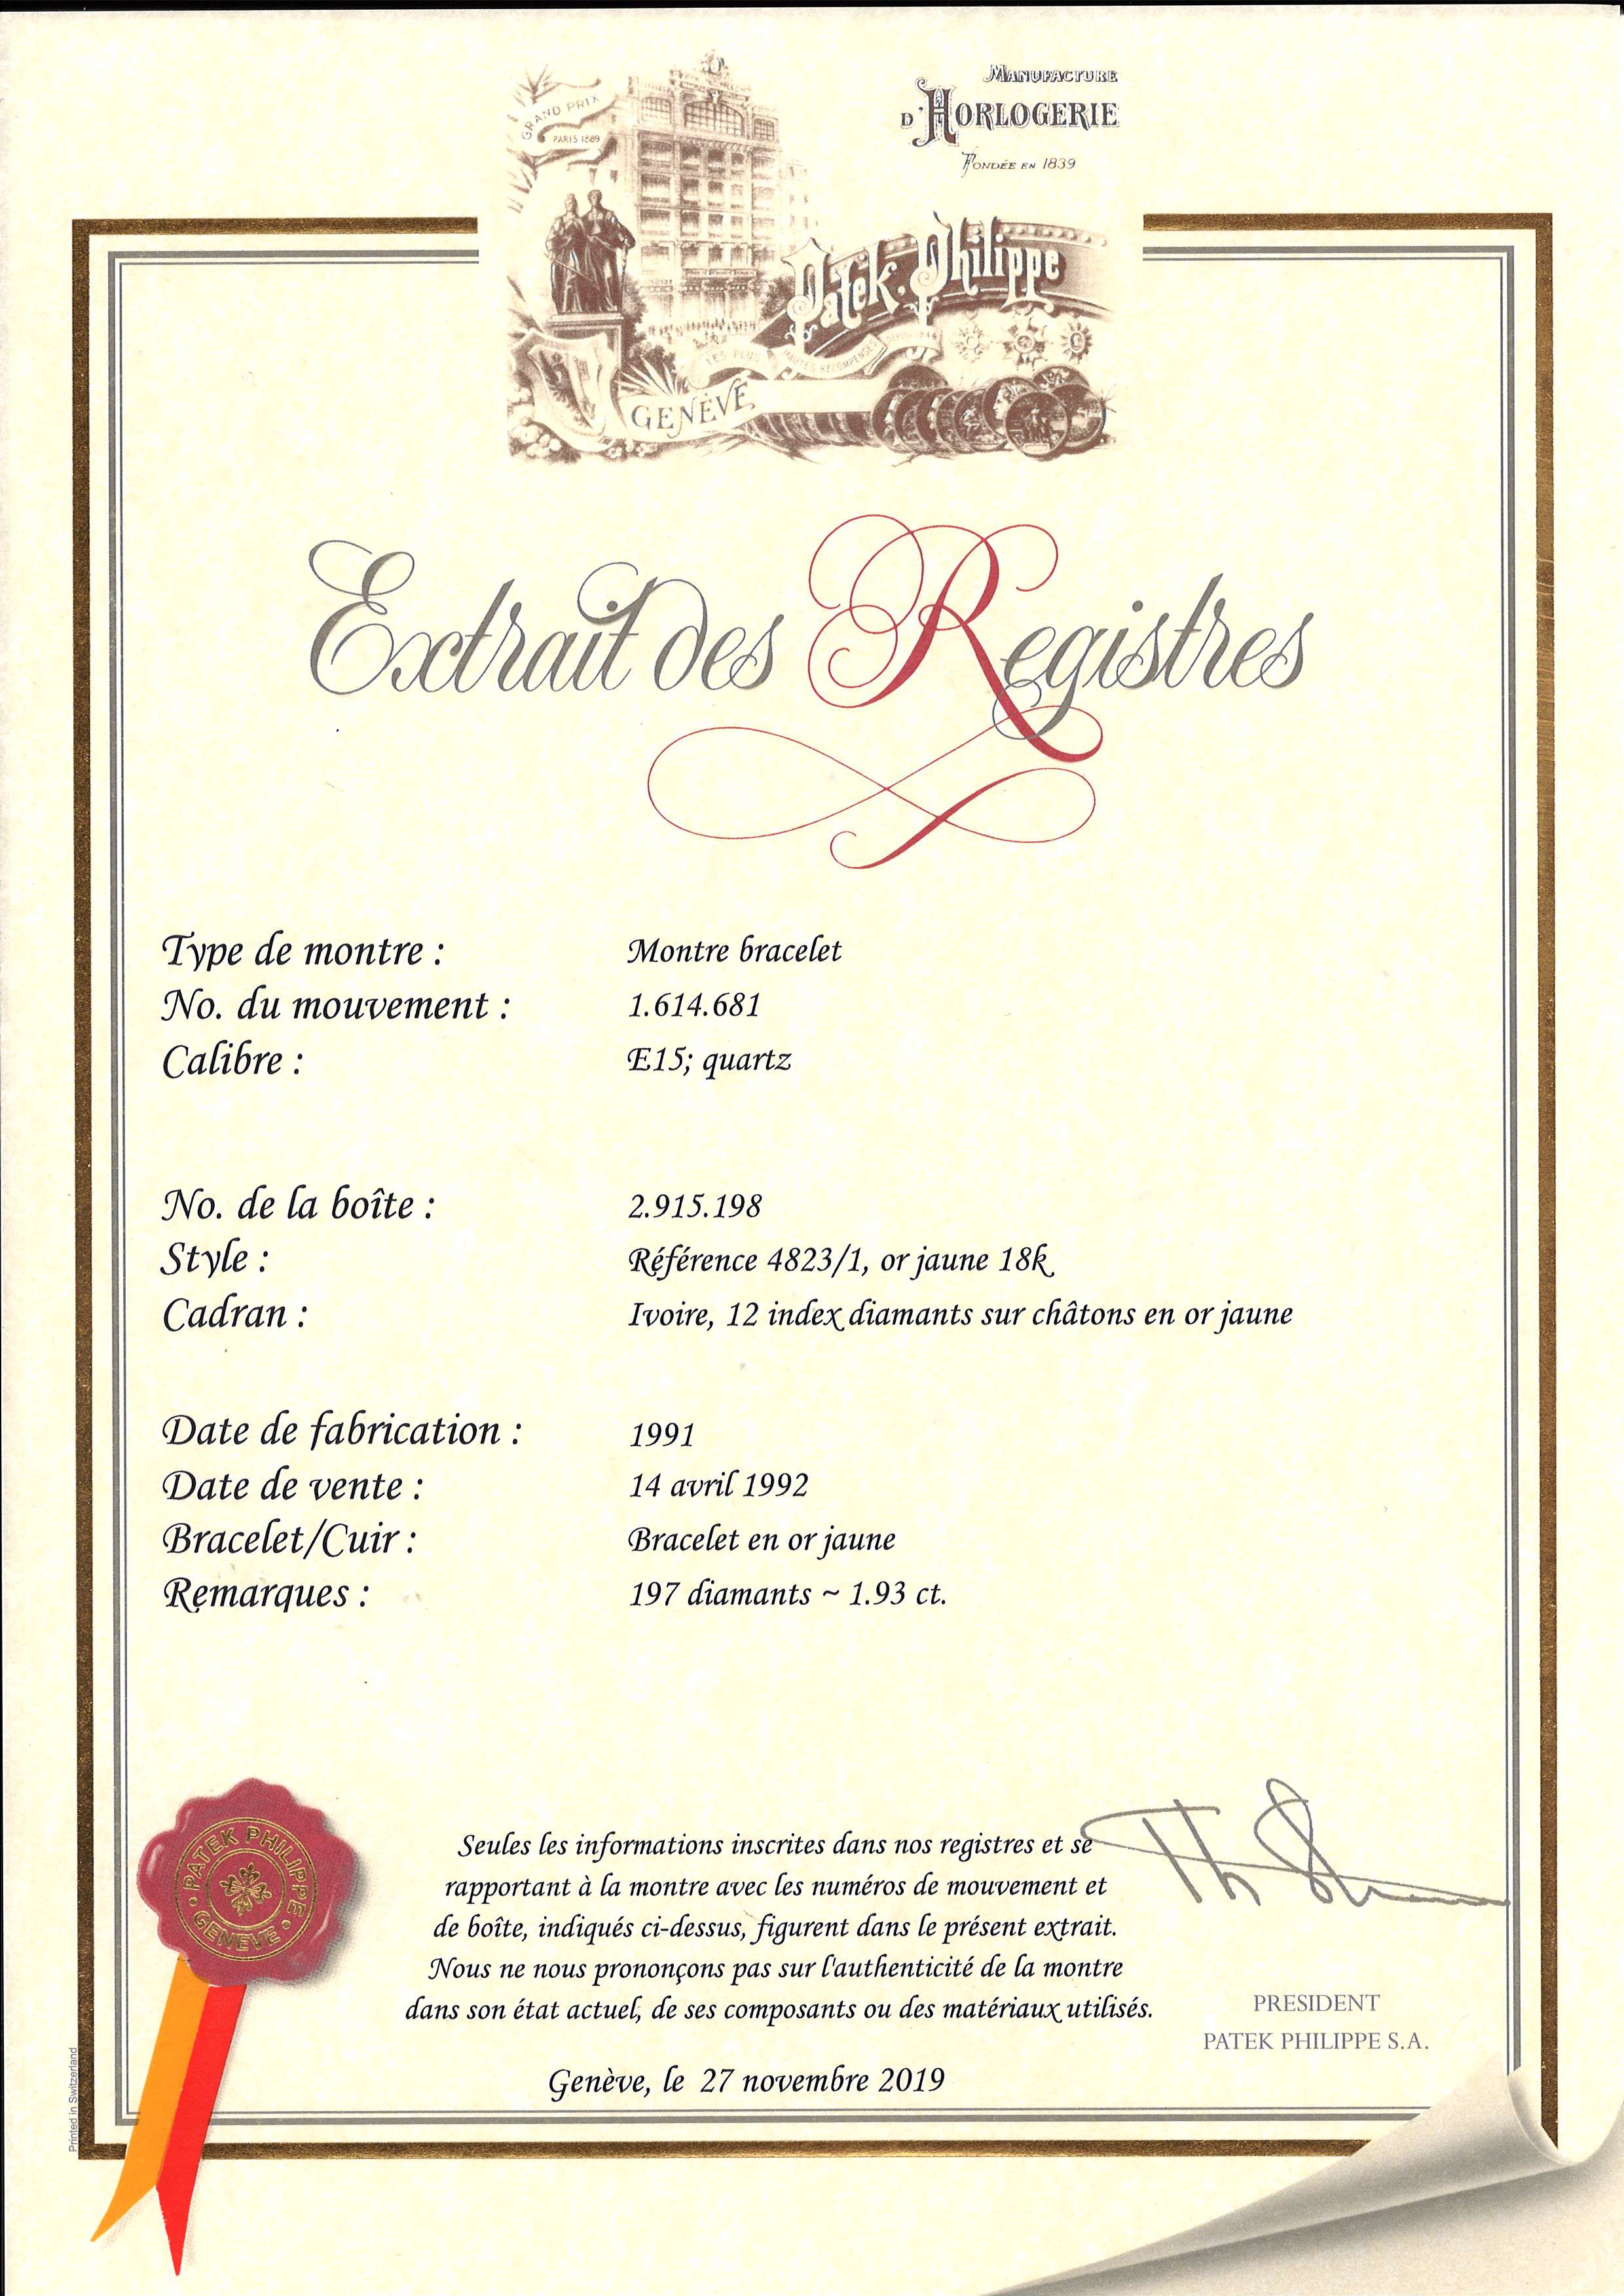 MANUFACTURE
D'HORLOGERIE
FONDÉE EN 1839
GRAND PRIX
PARIS 1889
Patek. Philippe
LES PLUS HAUTES RÉCOMPENSES
GENÈVE
Extrait des Registres
Type de montre : Montre bracelet
No. du mouvement : 1.614.681
Calibre : E15; quartz
No. de la boîte : 2.915.198
Style : Référence 4823/1, or jaune 18k
Cadran : Ivoire, 12 index diamants sur châtons en or jaune
Date de fabrication : 1991
Date de vente : 14 avril 1992
Bracelet/Cuir : Bracelet en or jaune
Remarques : 197 diamants ~ 1.93 ct.
PATEK PHILIPPE
GENEVE
Seules les informations inscrites dans nos registres et se
rapportant à la montre avec les numéros de mouvement et
de boîte, indiqués ci-dessus, figurent dans le présent extrait.
Nous ne nous prononçons pas sur l'authenticité de la montre
dans son état actuel, de ses composants ou des matériaux utilisés.
PRESIDENT
PATEK PHILIPPE S.A.
Genève, le 27 novembre 2019
Printed in Switzerland